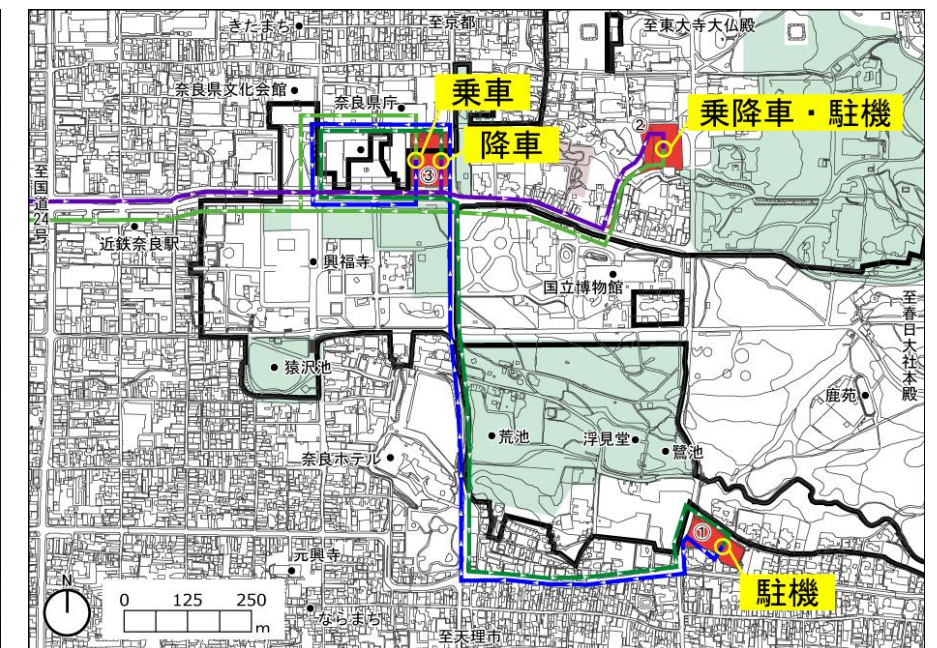 きたまち
至京都
至東大寺大仏殿
奈良県文化会館
奈良県庁
乗車
乗降車・駐機
②
降車
③
至国道24号
近鉄奈良駅
興福寺
国立博物館
至春日大社本殿
猿沢池
鹿苑
荒池
浮見堂
鷺池
奈良ホテル
①
元興寺
駐機
N
0 125 250
m
ならまち
至天理市